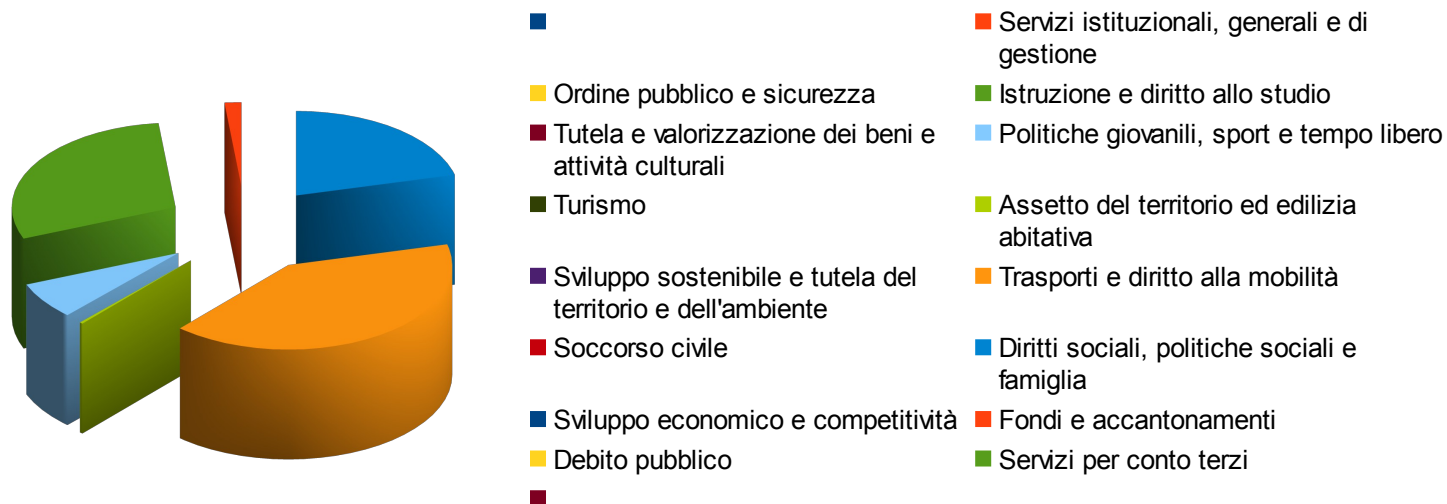 Servizi istituzionali, generali e di
gestione
Ordine pubblico e sicurezza
Istruzione e diritto allo studio
Tutela e valorizzazione dei beni e
attività culturali
Politiche giovanili, sport e tempo libero
Turismo
Assetto del territorio ed edilizia
abitativa
Sviluppo sostenibile e tutela del
territorio e dell'ambiente
Trasporti e diritto alla mobilità
Soccorso civile
Diritti sociali, politiche sociali e
famiglia
Sviluppo economico e competitività
Fondi e accantonamenti
Debito pubblico
Servizi per conto terzi